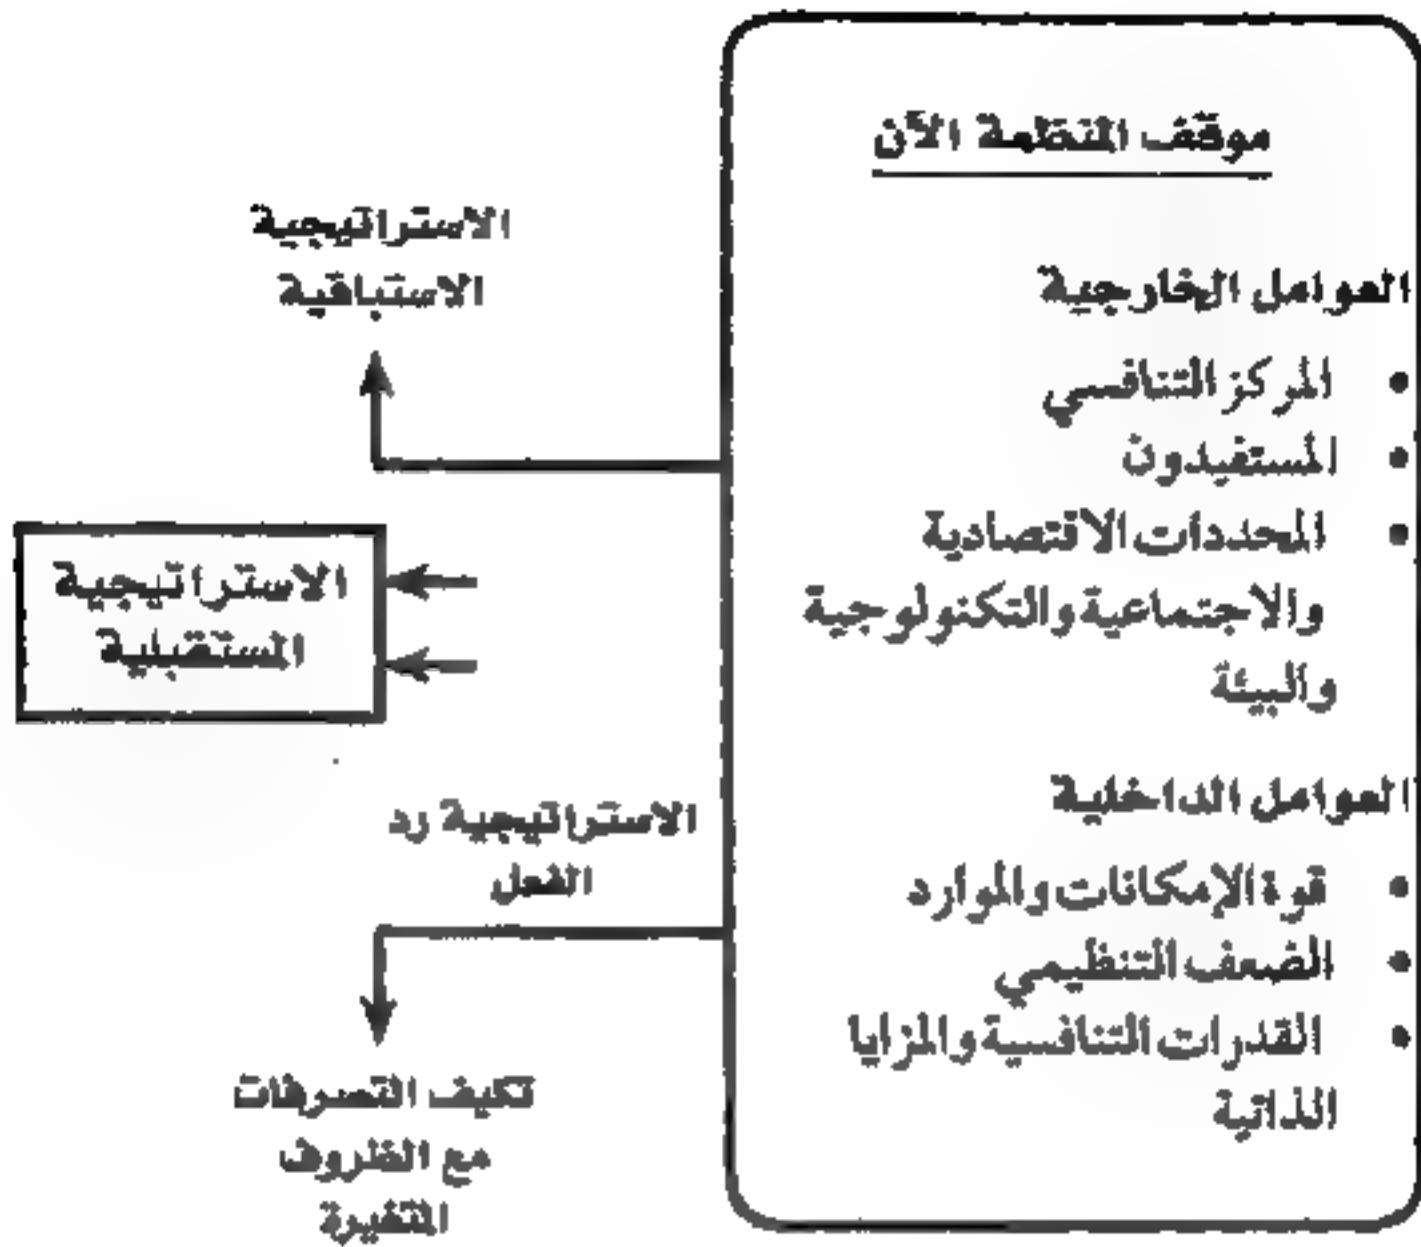 موقف المنظمة الآن
العوامل الخارجية
• المركز التنافسي
• المستفيدون
• المحددات الاقتصادية
والاجتماعية والتكنولوجية
والبيئة
العوامل الداخلية
• قوة الإمكانات والموارد
• الضعف التنظيمي
• القدرات التنافسية والمزايا
الذاتية
الاستراتيجية
الاستباقية
الاستراتيجية
المستقبلية
الاستراتيجية رد
الفعل
تكيف التصرفات
مع الظروف
المتغيرة